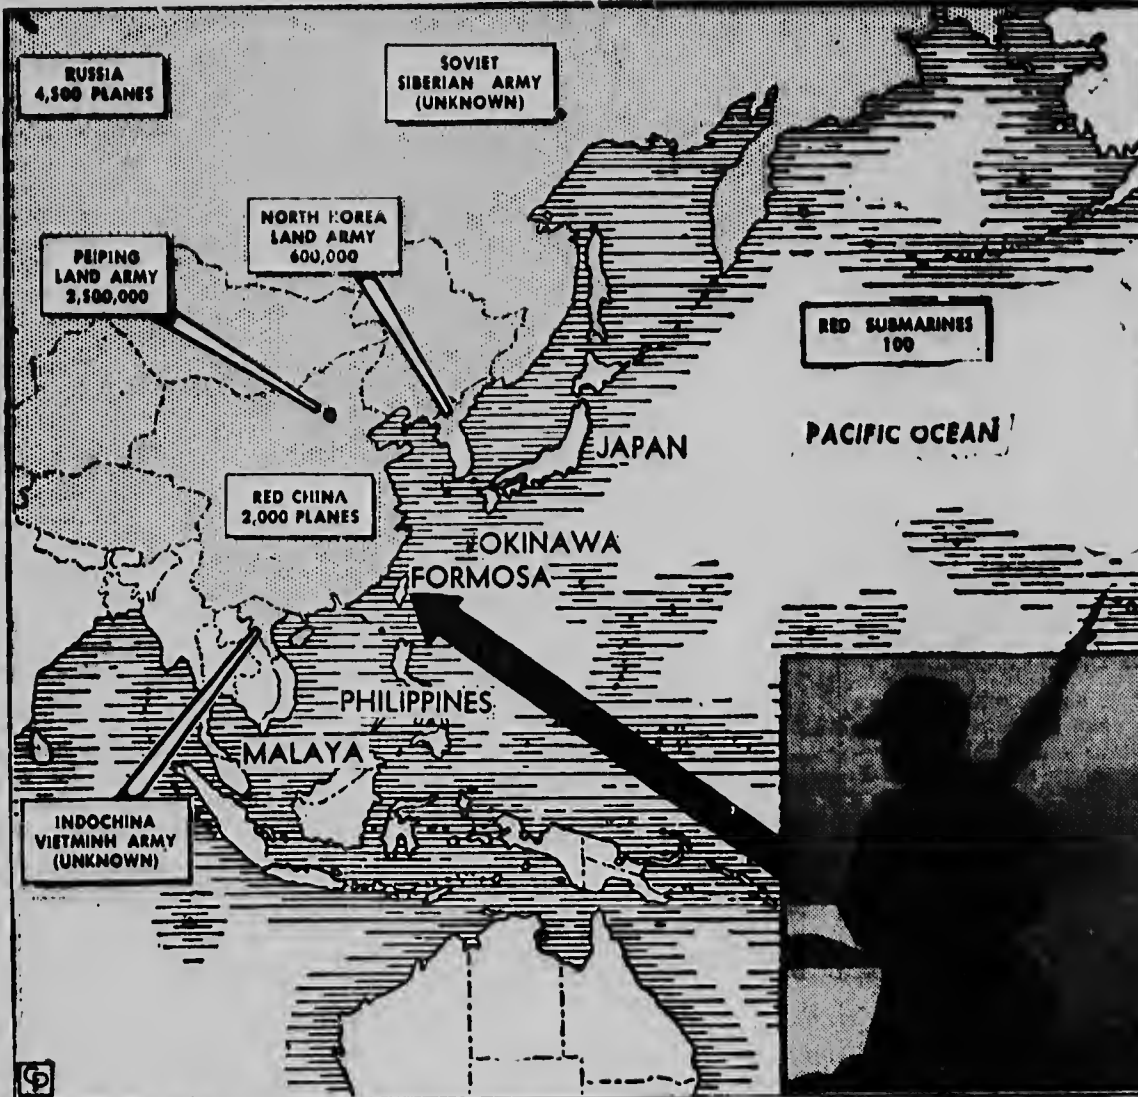 RUSSIA
4,500 PLANES
SOVIET
SIBERIAN ARMY
(UNKNOWN)
NORTH KOREA
LAND ARMY
600,000
PEIPING
LAND ARMY
2,500,000
RED SUBMARINES
100
PACIFIC OCEAN
JAPAN
RED CHINA
2,000 PLANES
OKINAWA
FORMOSA
PHILIPPINES
MALAYA
INDOCHINA
VIETMINH ARMY
(UNKNOWN)
CP